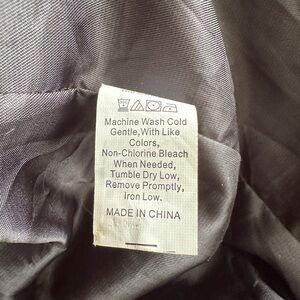 Machine Wash Cold
Gentle,With Like
Colors,
Non-Chlorine Bleach
When Needed,
Tumble Dry Low,
Remove Promptly,
Iron Low.
MADE IN CHINA